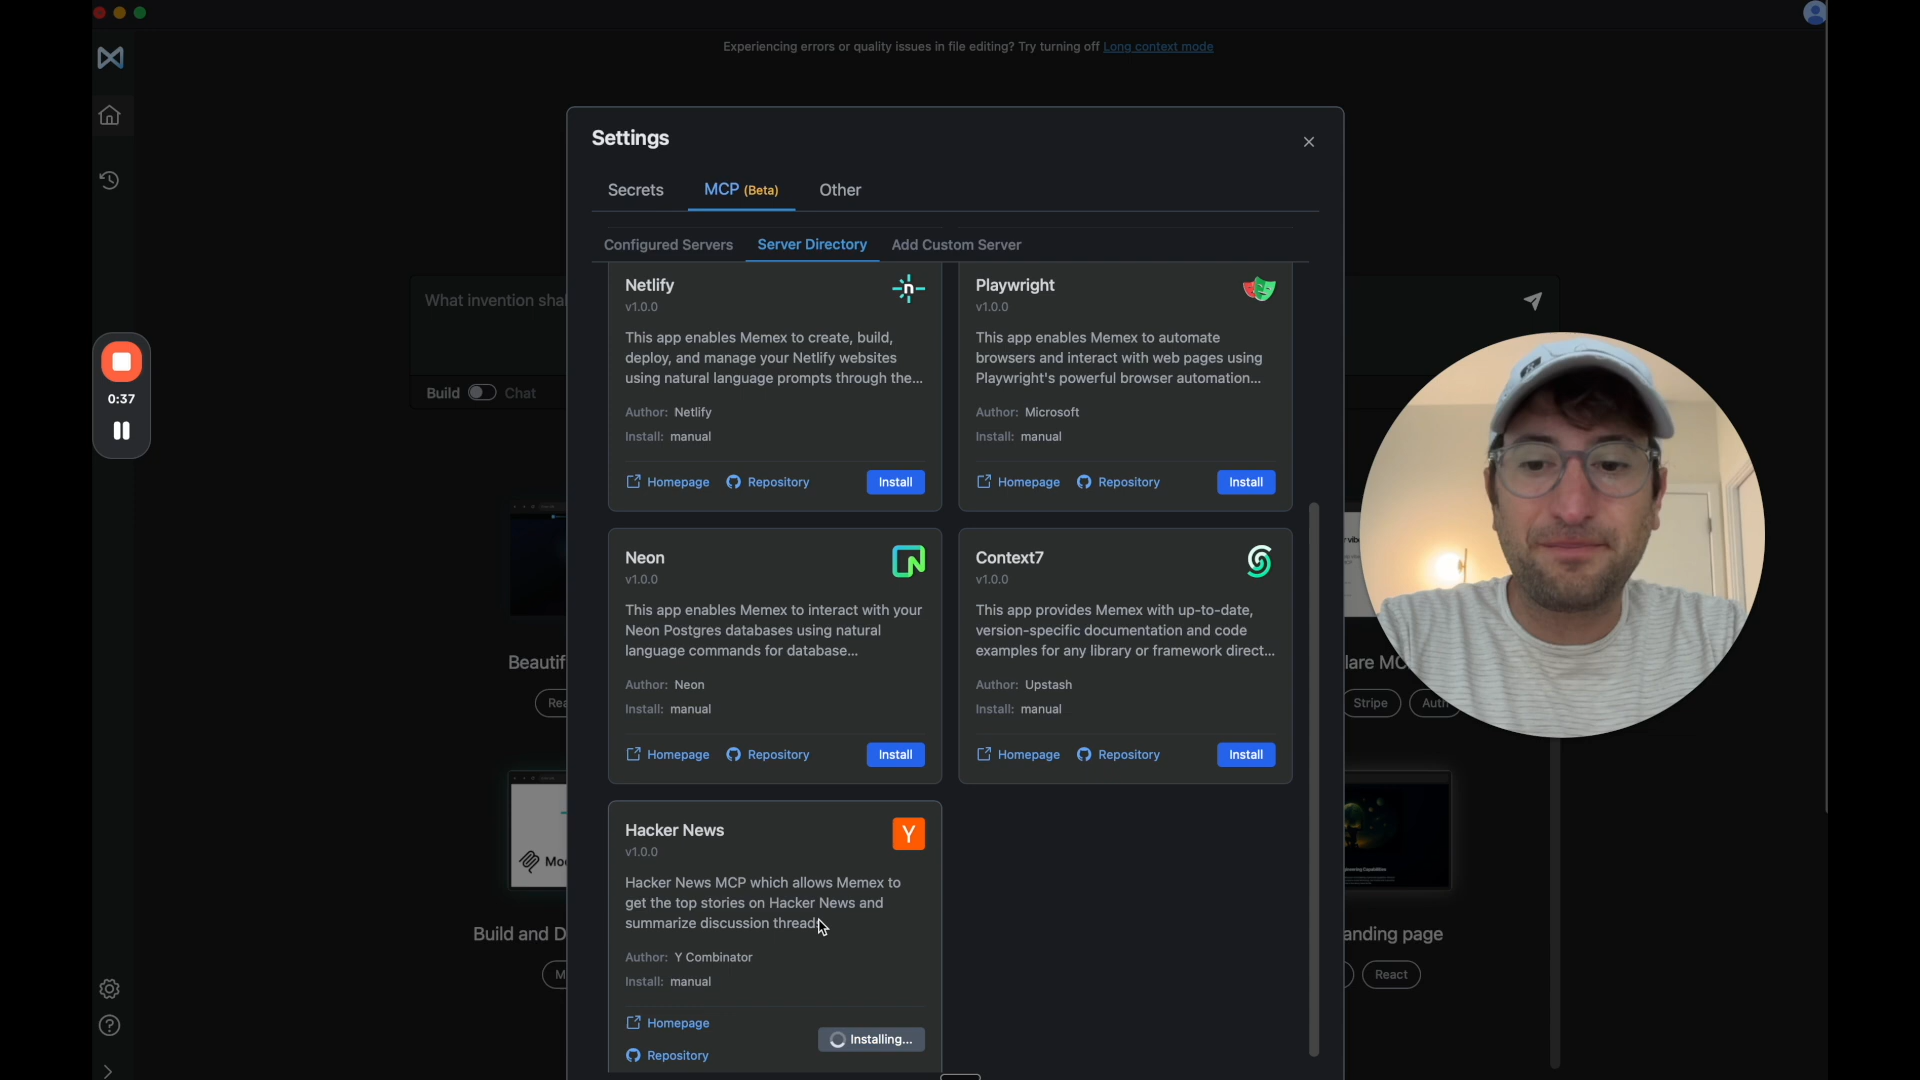 Experiencing errors or quality issues in file editing? Try turning off Long context mode
Settings
Secrets
MCP (Beta)
Other
Configured Servers
Server Directory
Add Custom Server
What invention shal
Build
Chat
0:37
Netlify
v1.0.0
This app enables Memex to create, build,
deploy, and manage your Netlify websites
using natural language prompts through the...
Author: Netlify
Install: manual
Homepage
Repository
Install
Playwright
v1.0.0
This app enables Memex to automate
browsers and interact with web pages using
Playwright's powerful browser automation...
Author: Microsoft
Install: manual
Homepage
Repository
Install
Neon
v1.0.0
This app enables Memex to interact with your
Neon Postgres databases using natural
language commands for database...
Author: Neon
Install: manual
Homepage
Repository
Install
Context7
v1.0.0
This app provides Memex with up-to-date,
version-specific documentation and code
examples for any library or framework direct...
Author: Upstash
Install: manual
Homepage
Repository
Install
Hacker News
v1.0.0
Y
Hacker News MCP which allows Memex to
get the top stories on Hacker News and
summarize discussion threads
Author: Y Combinator
Install: manual
Homepage
Repository
Installing...
Beautif
Rea
lare MC
Stripe
Auth
Moc
Build and D
M
anding page
React